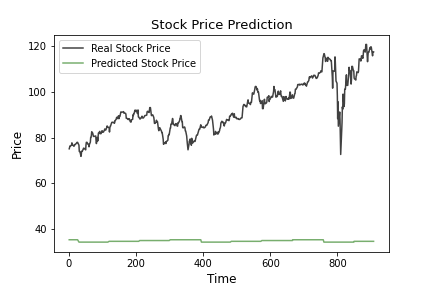 Stock Price Prediction
Real Stock Price
Predicted Stock Price
120
100
80
60
40
Price
0 200 400 600 800
Time